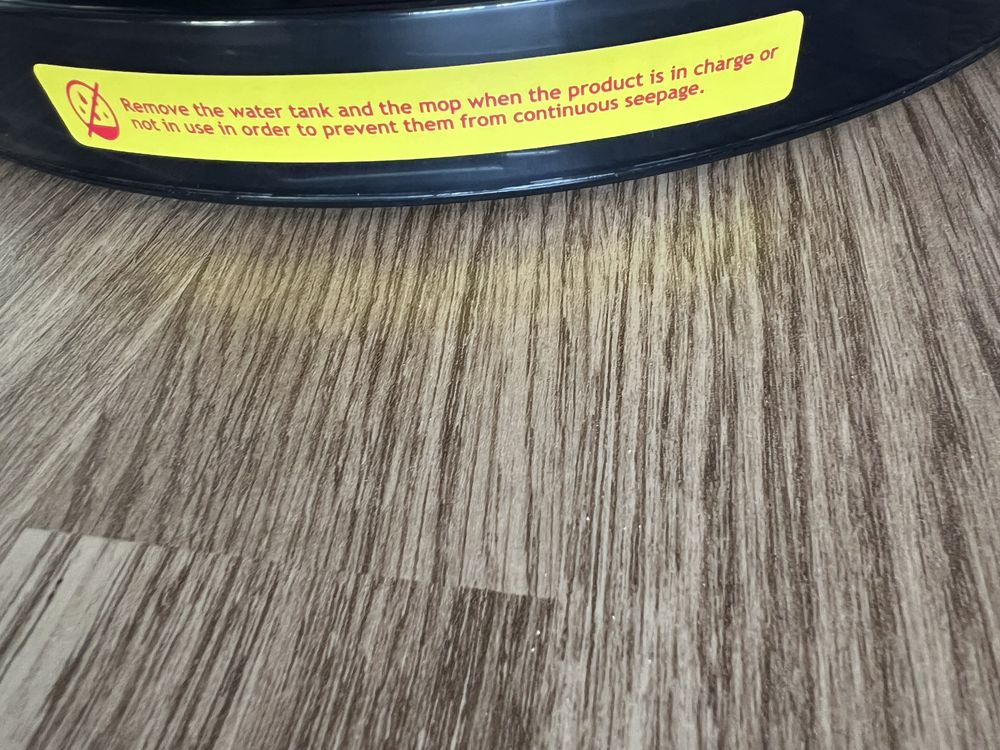 Remove the water tank and the mop when the product is in charge or
not in use in order to prevent them from continuous seepage.